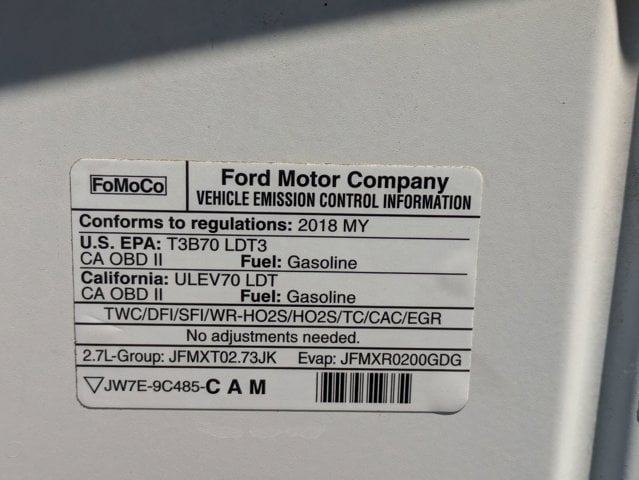 FoMoCo
Ford Motor Company
VEHICLE EMISSION CONTROL INFORMATION
Conforms to regulations: 2018 MY
U.S. EPA: T3B70 LDT3
CA OBD II Fuel: Gasoline
California: ULEV70 LDT
CA OBD II Fuel: Gasoline
TWC/DFI/SFI/WR-HO2S/HO2S/TC/CAC/EGR
No adjustments needed.
2.7L-Group: JFMXT02.73JK Evap: JFMXR0200GDG
▽JW7E-9C485-C A M